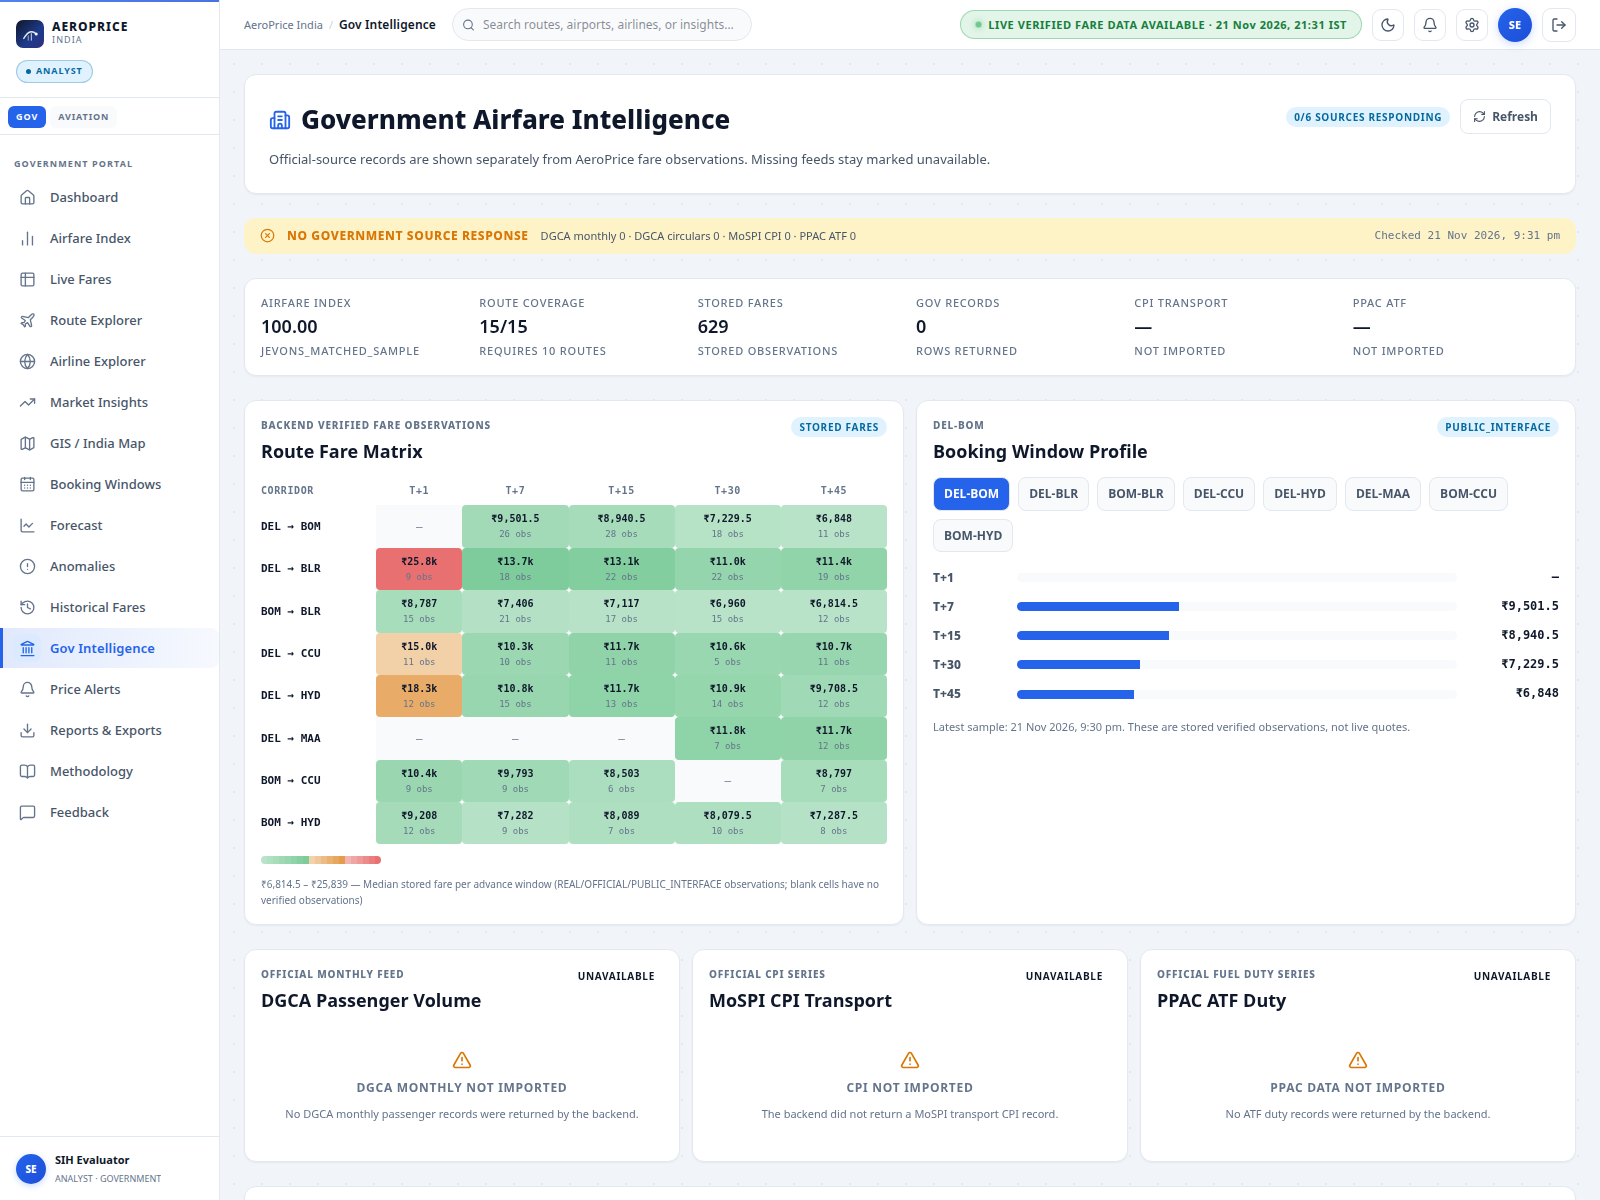 AEROPRICE
INDIA
ANALYST
GOV AVIATION
GOVERNMENT PORTAL
Dashboard
Airfare Index
Live Fares
Route Explorer
Airline Explorer
Market Insights
GIS / India Map
Booking Windows
Forecast
Anomalies
Historical Fares
Gov Intelligence
Price Alerts
Reports & Exports
Methodology
Feedback
SE
SIH Evaluator
ANALYST · GOVERNMENT
AeroPrice India / Gov Intelligence
Search routes, airports, airlines, or insights...
LIVE VERIFIED FARE DATA AVAILABLE · 21 Nov 2026, 21:31 IST
SE
Government Airfare Intelligence
0/6 SOURCES RESPONDING
Refresh
Official-source records are shown separately from AeroPrice fare observations. Missing feeds stay marked unavailable.
NO GOVERNMENT SOURCE RESPONSE DGCA monthly 0 · DGCA circulars 0 · MoSPI CPI 0 · PPAC ATF 0
Checked 21 Nov 2026, 9:31 pm
AIRFARE INDEX
100.00
JEVONS_MATCHED_SAMPLE
ROUTE COVERAGE
15/15
REQUIRES 10 ROUTES
STORED FARES
629
STORED OBSERVATIONS
GOV RECORDS
0
ROWS RETURNED
CPI TRANSPORT
—
NOT IMPORTED
PPAC ATF
—
NOT IMPORTED
BACKEND VERIFIED FARE OBSERVATIONS
STORED FARES
Route Fare Matrix
CORRIDOR T+1 T+7 T+15 T+30 T+45
DEL → BOM — ₹9,501.5 ₹8,940.5 ₹7,229.5 ₹6,848
26 obs 28 obs 18 obs 11 obs
DEL → BLR ₹25.8k ₹13.7k ₹13.1k ₹11.0k ₹11.4k
9 obs 18 obs 22 obs 22 obs 19 obs
BOM → BLR ₹8,787 ₹7,406 ₹7,117 ₹6,960 ₹6,814.5
15 obs 21 obs 17 obs 15 obs 12 obs
DEL → CCU ₹15.0k ₹10.3k ₹11.7k ₹10.6k ₹10.7k
11 obs 10 obs 11 obs 5 obs 11 obs
DEL → HYD ₹18.3k ₹10.8k ₹11.7k ₹10.9k ₹9,708.5
12 obs 15 obs 13 obs 14 obs 12 obs
DEL → MAA — — — ₹11.8k ₹11.7k
7 obs 12 obs
BOM → CCU ₹10.4k ₹9,793 ₹8,503 — ₹8,797
9 obs 9 obs 6 obs 7 obs
BOM → HYD ₹9,208 ₹7,282 ₹8,089 ₹8,079.5 ₹7,287.5
12 obs 9 obs 7 obs 10 obs 8 obs
₹6,814.5 – ₹25,839 — Median stored fare per advance window (REAL/OFFICIAL/PUBLIC_INTERFACE observations; blank cells have no
verified observations)
DEL-BOM
PUBLIC_INTERFACE
Booking Window Profile
DEL-BOM DEL-BLR BOM-BLR DEL-CCU DEL-HYD DEL-MAA BOM-CCU
BOM-HYD
T+1 —
T+7 ₹9,501.5
T+15 ₹8,940.5
T+30 ₹7,229.5
T+45 ₹6,848
Latest sample: 21 Nov 2026, 9:30 pm. These are stored verified observations, not live quotes.
OFFICIAL MONTHLY FEED
UNAVAILABLE
DGCA Passenger Volume
DGCA MONTHLY NOT IMPORTED
No DGCA monthly passenger records were returned by the backend.
OFFICIAL CPI SERIES
UNAVAILABLE
MoSPI CPI Transport
CPI NOT IMPORTED
The backend did not return a MoSPI transport CPI record.
OFFICIAL FUEL DUTY SERIES
UNAVAILABLE
PPAC ATF Duty
PPAC DATA NOT IMPORTED
No ATF duty records were returned by the backend.